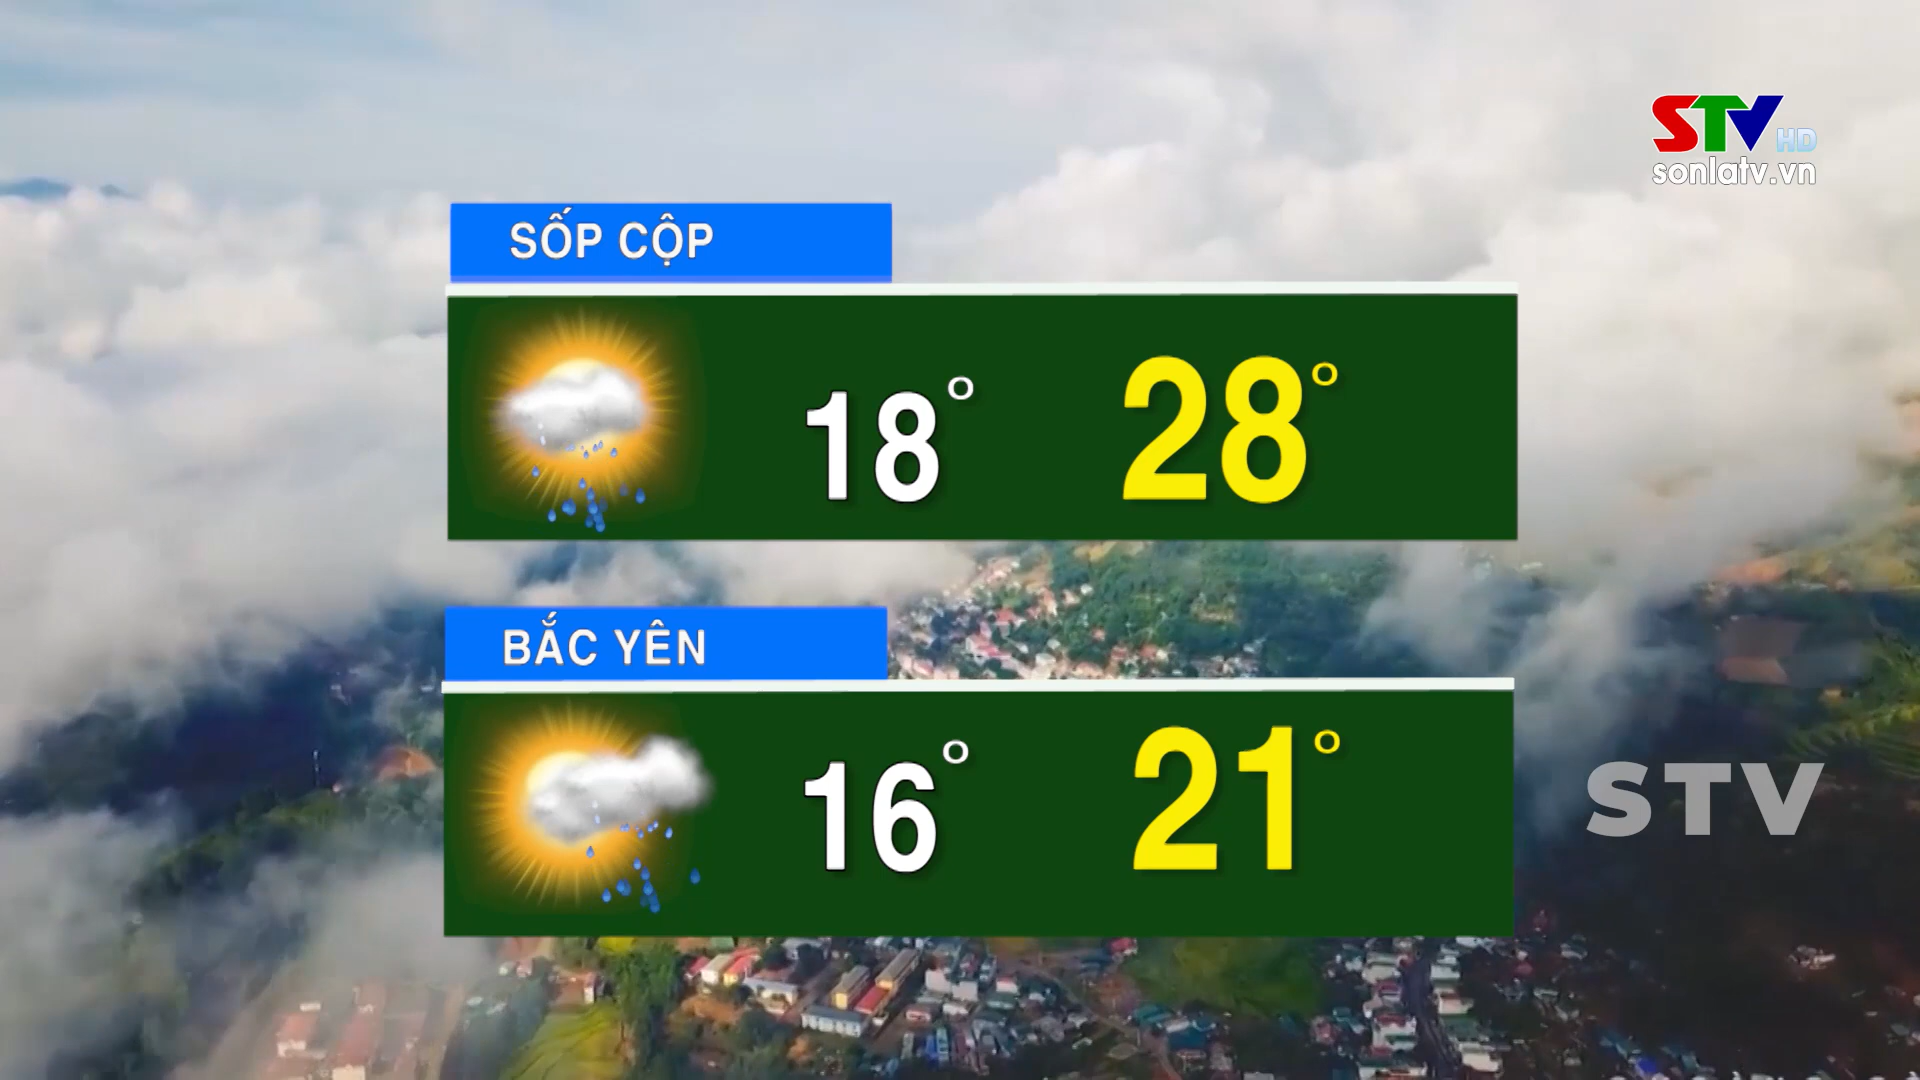 STV HD
sonlatv.vn
SỐP CỘP
18° 28°
BẮC YÊN
16° 21°
STV